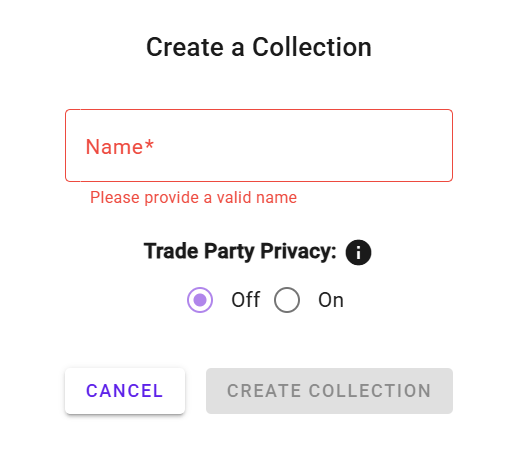 Create a Collection
Name*
Please provide a valid name
Trade Party Privacy:
Off On
CANCEL CREATE COLLECTION